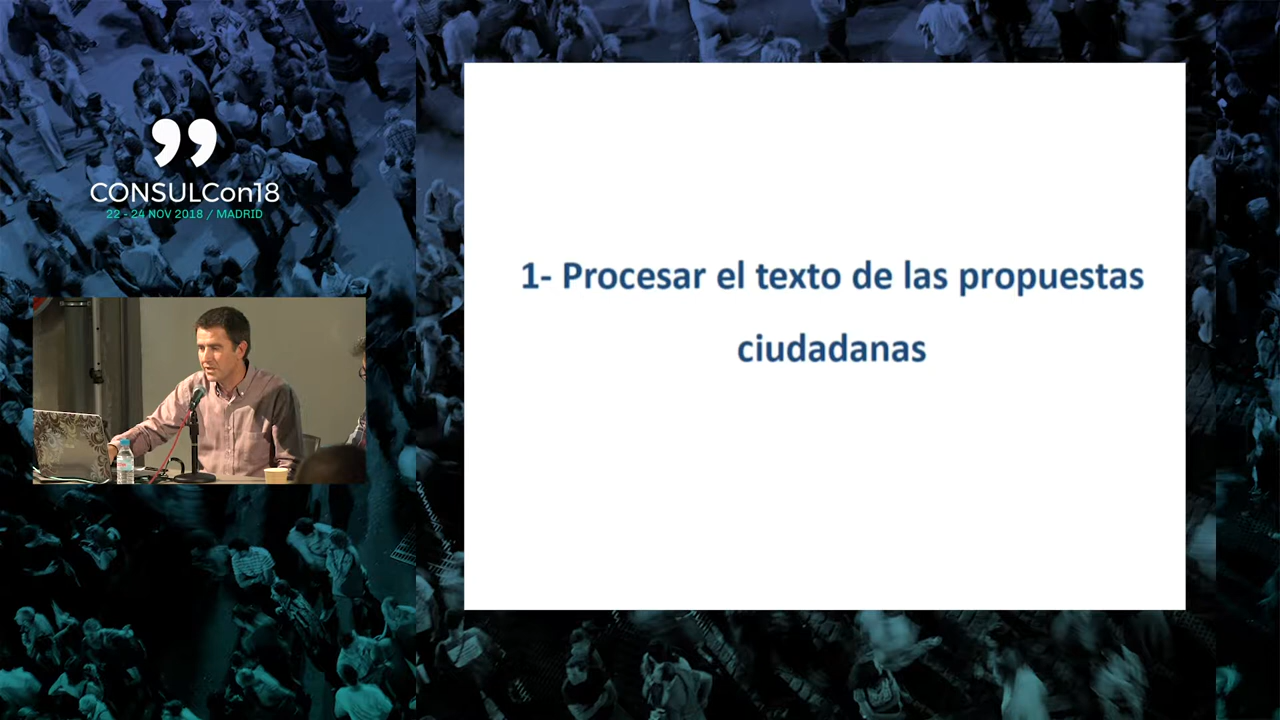 CONSULCon18
22 - 24 NOV 2018 / MADRID
1- Procesar el texto de las propuestas
ciudadanas